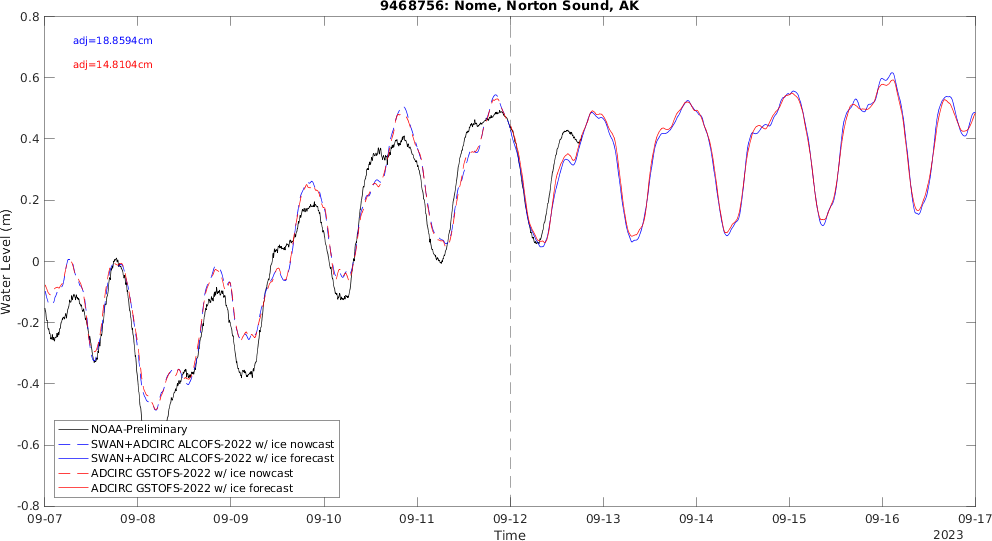 9468756: Nome, Norton Sound, AK
adj=18.8594cm
adj=14.8104cm
Water Level (m)
0.8
0.6
0.4
0.2
0
-0.2
-0.4
-0.6
-0.8
NOAA-Preliminary
SWAN+ADCIRC ALCOFS-2022 w/ ice nowcast
SWAN+ADCIRC ALCOFS-2022 w/ ice forecast
ADCIRC GSTOFS-2022 w/ ice nowcast
ADCIRC GSTOFS-2022 w/ ice forecast
09-07 09-08 09-09 09-10 09-11 09-12 09-13 09-14 09-15 09-16 09-17
Time
2023